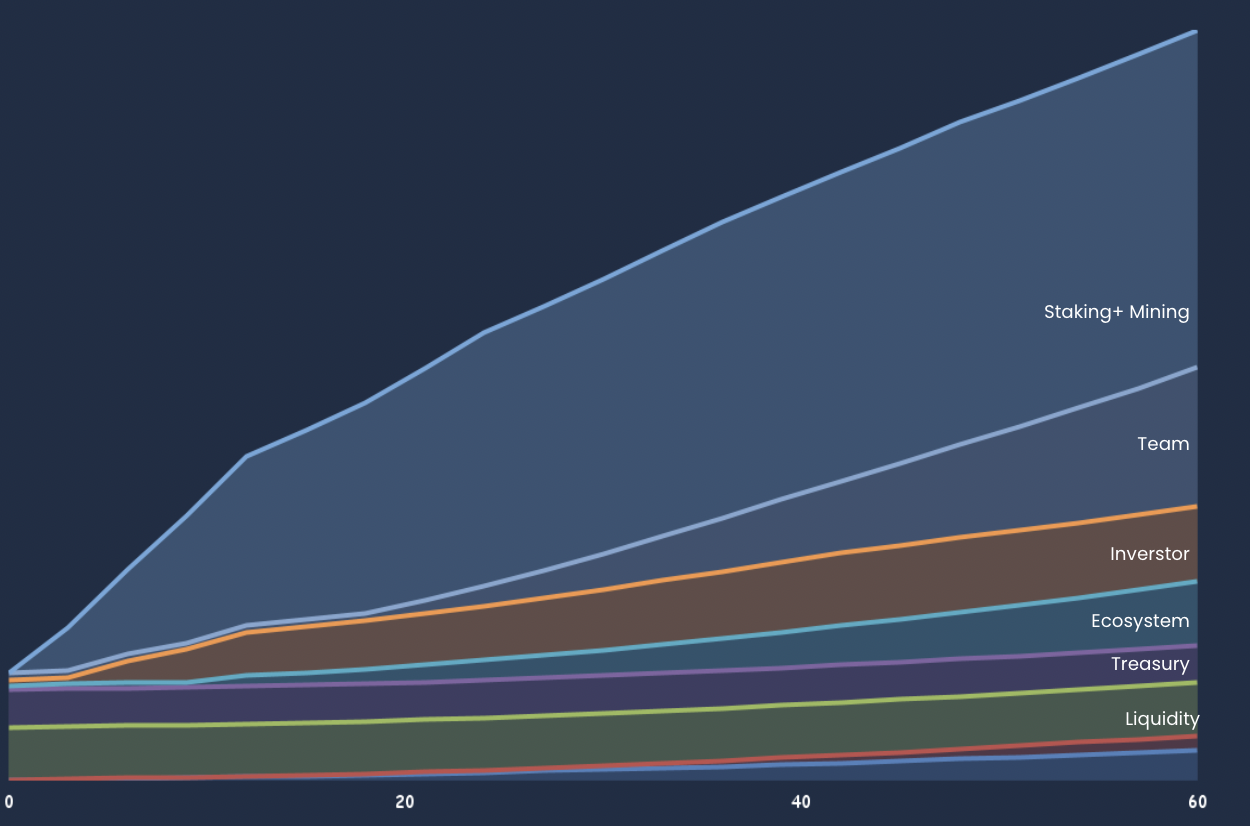 Staking+ Mining
Team
Inverstor
Ecosystem
Treasury
Liquidity
0 20 40 60